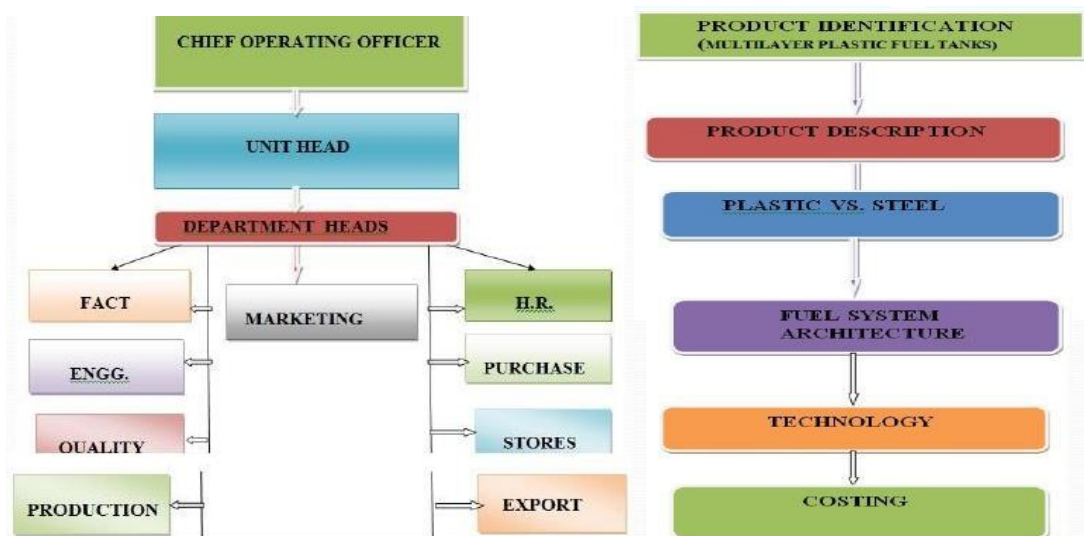 CHIEF OPERATING OFFICER
UNIT HEAD
DEPARTMENT HEADS
FACT
MARKETING
H.R.
ENGG.
PURCHASE
QUALITY
STORES
PRODUCTION
EXPORT
PRODUCT IDENTIFICATION
(MULTILAYER PLASTIC FUEL TANKS)
PRODUCT DESCRIPTION
PLASTIC VS. STEEL
FUEL SYSTEM
ARCHITECTURE
TECHNOLOGY
COSTING